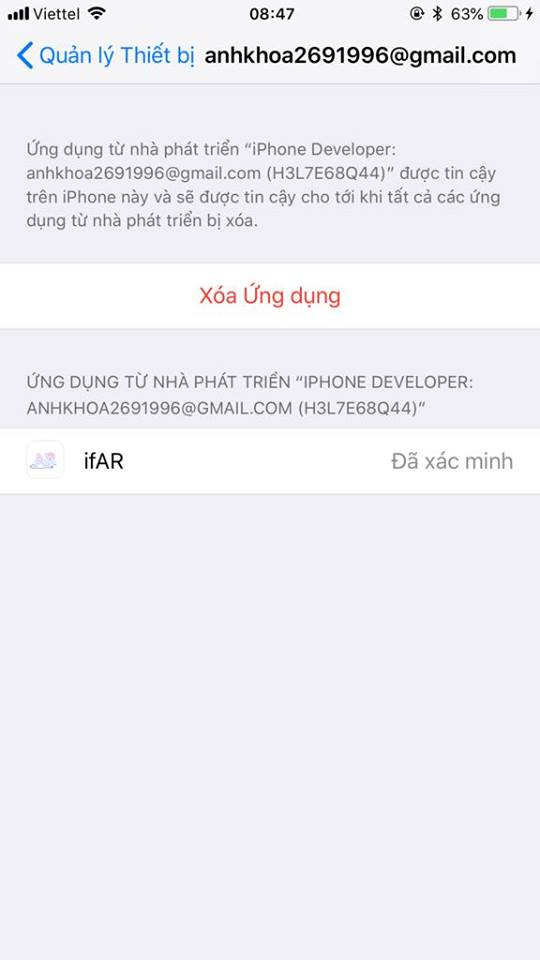 Viettel 08:47 63%
Quản lý Thiết bị anhkhoa2691996@gmail.com
Ứng dụng từ nhà phát triển “iPhone Developer:
anhkhoa2691996@gmail.com (H3L7E68Q44)” được tin cậy
trên iPhone này và sẽ được tin cậy cho tới khi tất cả các ứng
dụng từ nhà phát triển bị xóa.
Xóa Ứng dụng
ỨNG DỤNG TỪ NHÀ PHÁT TRIỂN “IPHONE DEVELOPER:
ANHKHOA2691996@GMAIL.COM (H3L7E68Q44)”
ifAR Đã xác minh